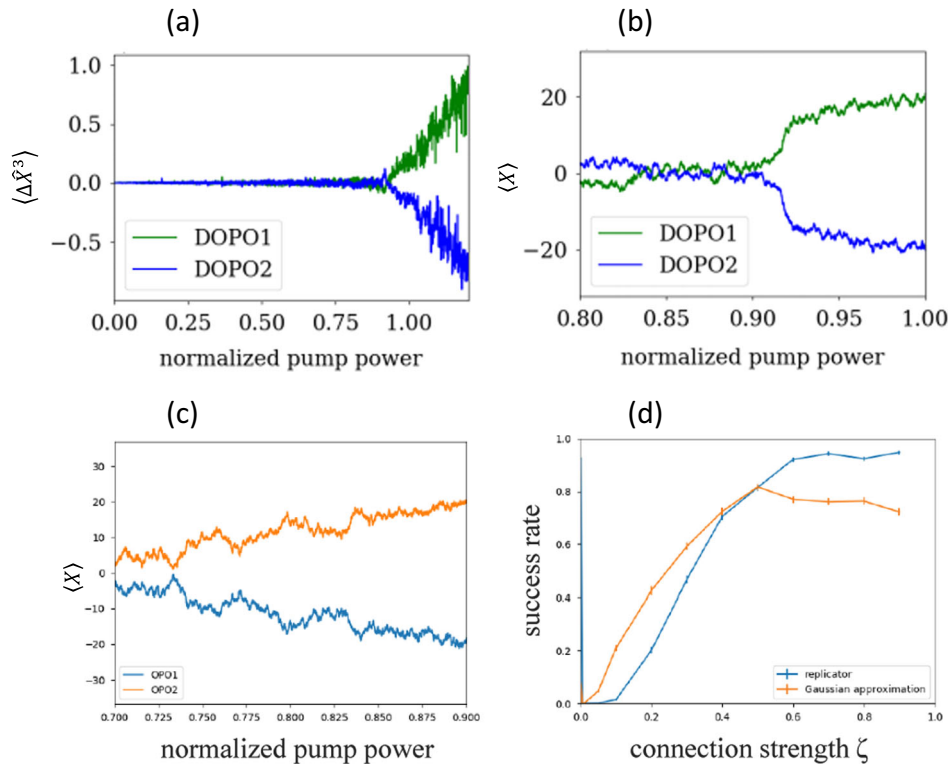 (a)
1.0
0.5
0.0
−0.5
⟨ΔX̂³⟩
DOPO1
DOPO2
0.00 0.25 0.50 0.75 1.00
normalized pump power
(b)
20
0
−20
⟨X⟩
DOPO1
DOPO2
0.80 0.85 0.90 0.95 1.00
normalized pump power
(c)
30
20
10
0
−10
−20
−30
⟨X⟩
OPO1
OPO2
0.700 0.725 0.750 0.775 0.800 0.825 0.850 0.875 0.900
normalized pump power
(d)
1.0
0.8
0.6
0.4
0.2
0.0
success rate
replicator
Gaussian approximation
0.0 0.2 0.4 0.6 0.8 1.0
connection strength ζ